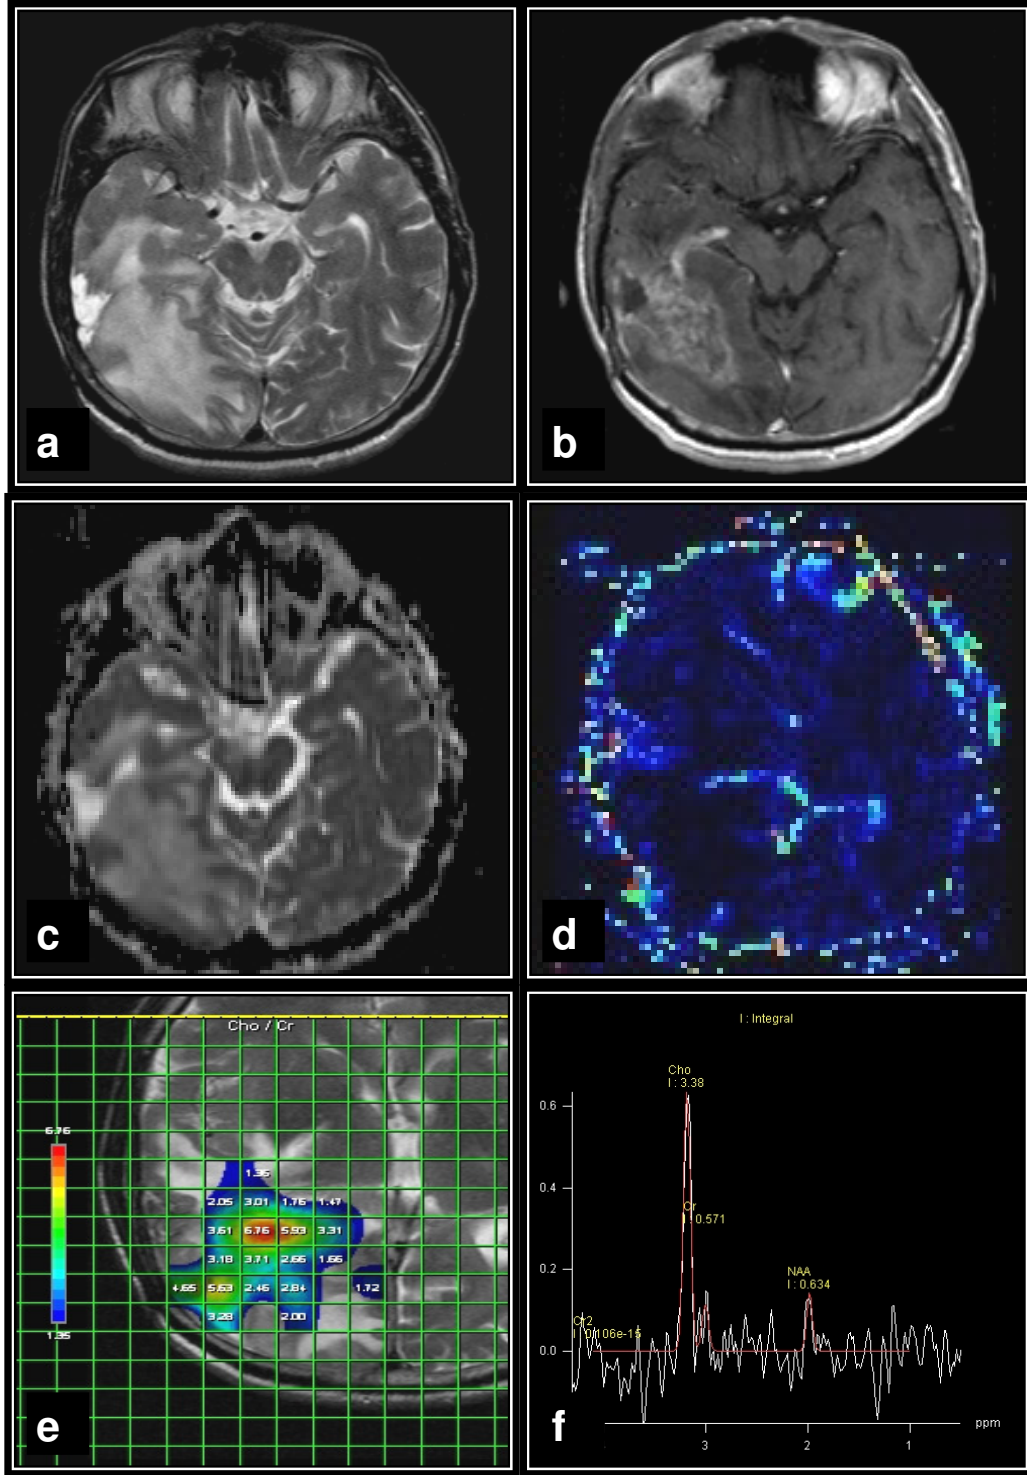 a
b
c
d
Cho / Cr
6.76
1.35
2.05 3.01 1.76 1.47
3.61 6.76 5.93 3.31
3.18 3.71 2.66 1.66
4.65 5.63 2.46 2.84 1.72
3.28 2.00
1.35
e
I : Integral
Cho
I : 3.38
0.6
0.4
Cr
I : 0.571
0.2
NAA
I : 0.634
Cr2
0.0
f
ppm
3 2 1